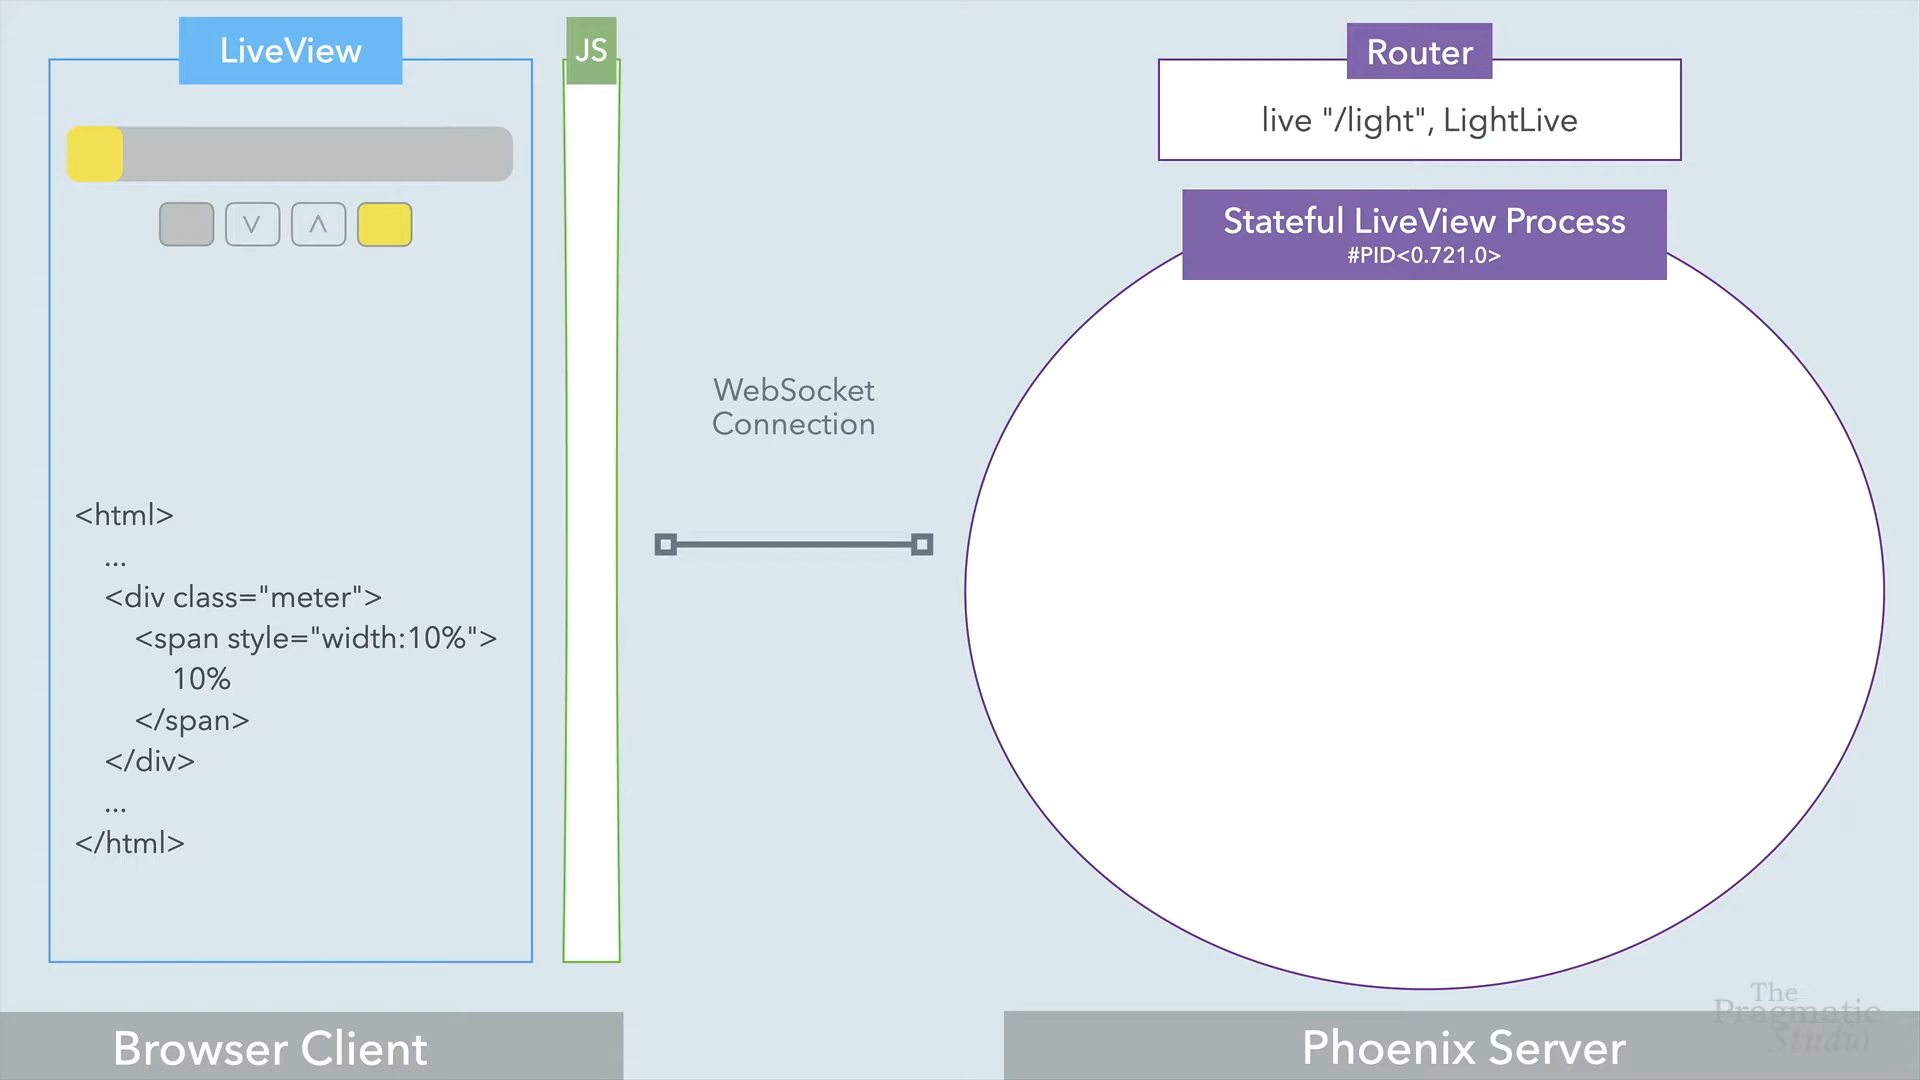 LiveView
JS
Router
live "/light", LightLive
Stateful LiveView Process
#PID<0.721.0>
WebSocket
Connection
<html>
...
<div class="meter">
<span style="width:10%">
10%
</span>
</div>
...
</html>
Browser Client
Phoenix Server
The
Pragmatic
Studio